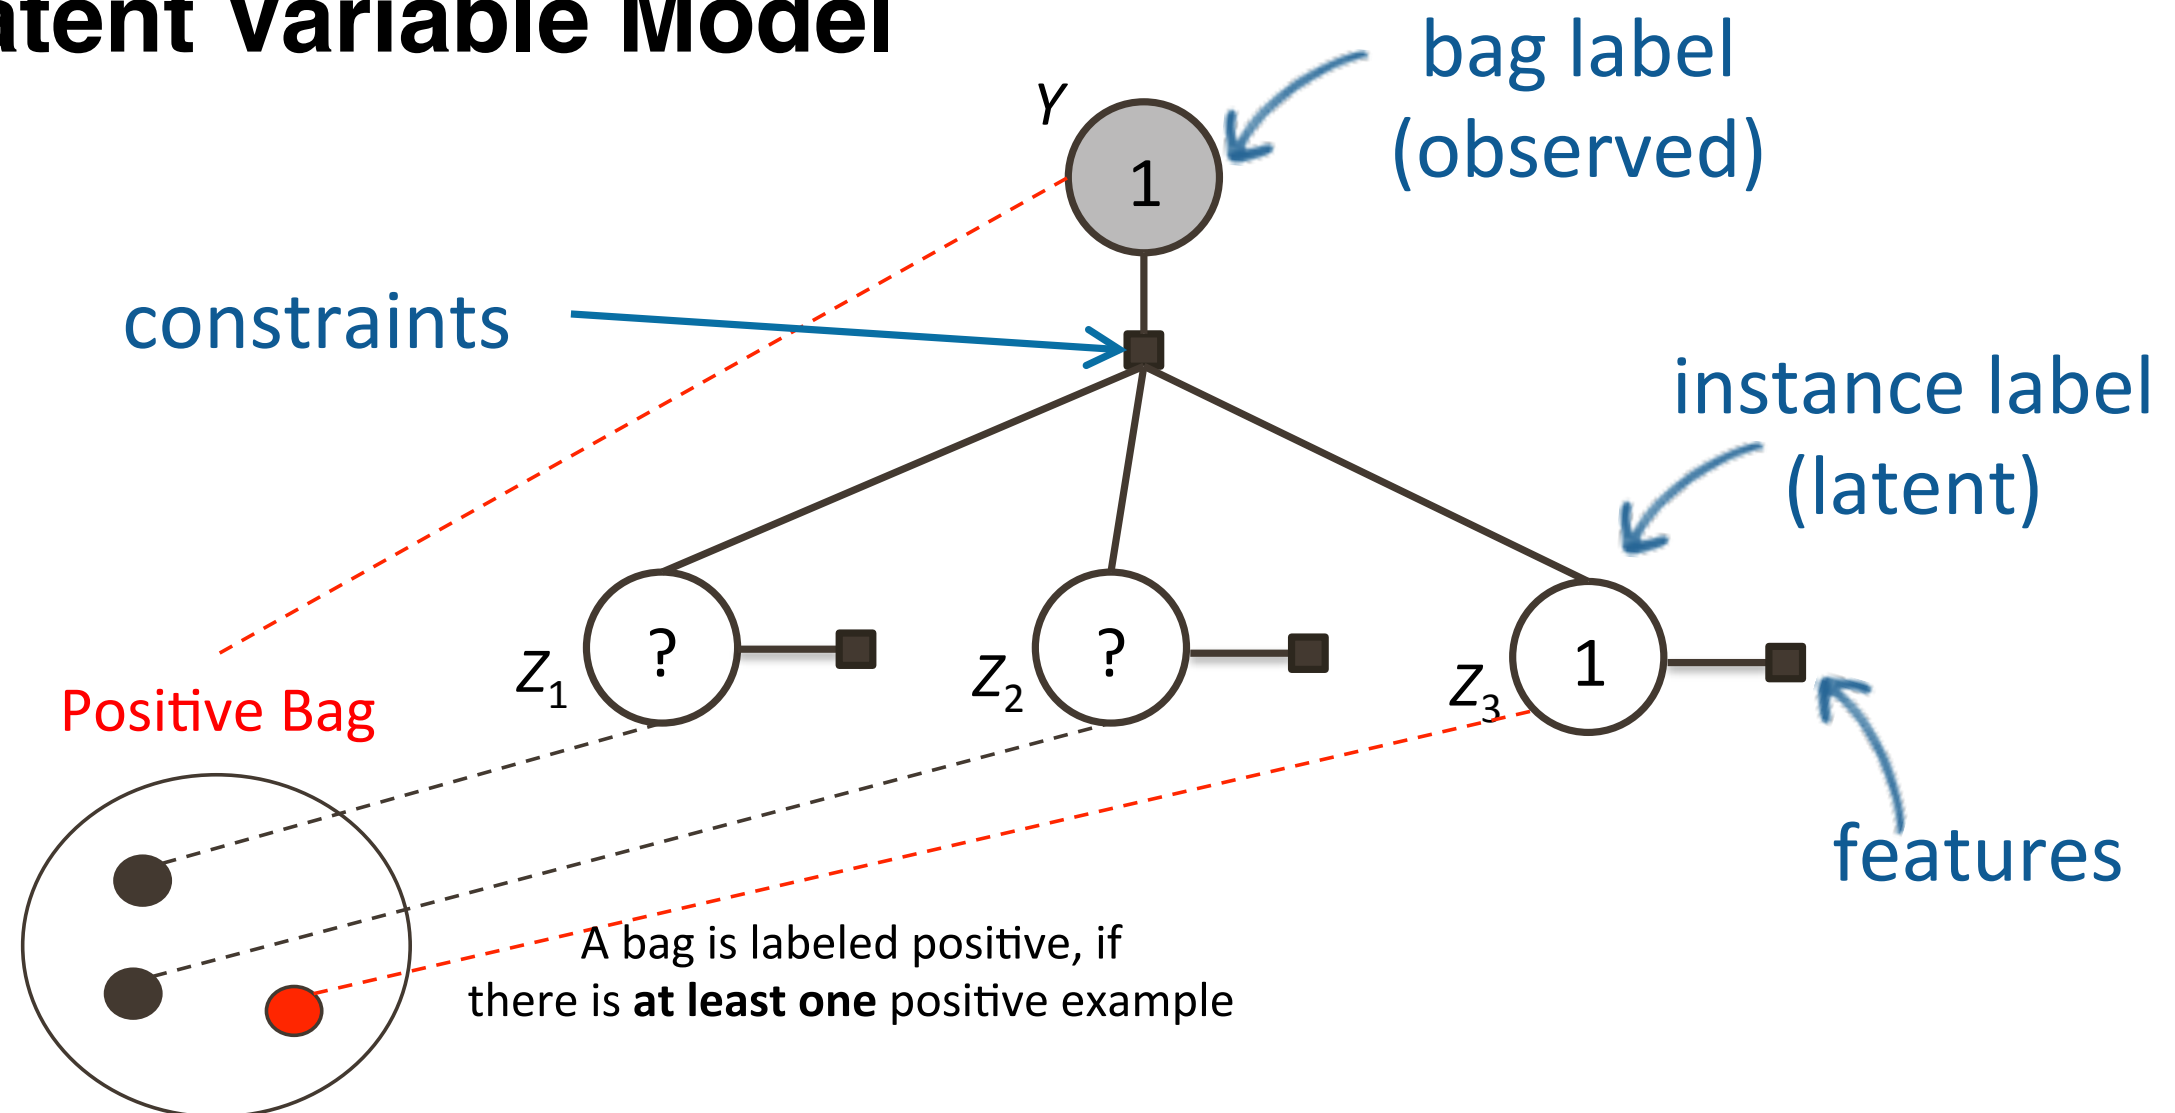 atent Variable Model
bag label
(observed)
Y
1
constraints
instance label
(latent)
Z1
?
Z2
?
Z3
1
Positive Bag
features
A bag is labeled positive, if
there is at least one positive example